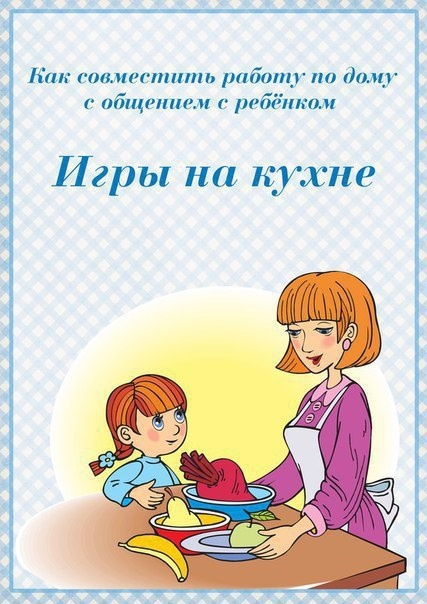 Как совместить работу по дому
с общением с ребёнком
Игры на кухне